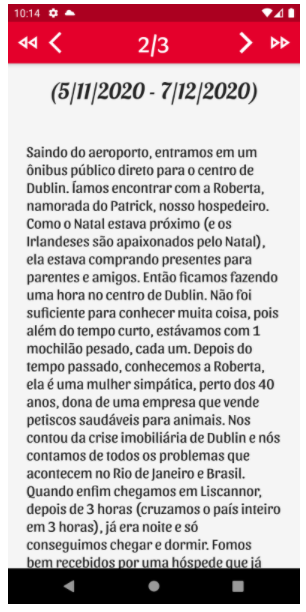 10:14
2/3
(5/11/2020 - 7/12/2020)
Saindo do aeroporto, entramos em um
ônibus público direto para o centro de
Dublin. Íamos encontrar com a Roberta,
namorada do Patrick, nosso hospedeiro.
Como o Natal estava próximo (e os
Irlandeses são apaixonados pelo Natal),
ela estava comprando presentes para
parentes e amigos. Então ficamos fazendo
uma hora no centro de Dublin. Não foi
suficiente para conhecer muita coisa, pois
além do tempo curto, estávamos com 1
mochilão pesado, cada um. Depois do
tempo passado, conhecemos a Roberta,
ela é uma mulher simpática, perto dos 40
anos, dona de uma empresa que vende
petiscos saudáveis para animais. Nos
contou da crise imobiliária de Dublin e nós
contamos de todos os problemas que
acontecem no Rio de Janeiro e Brasil.
Quando enfim chegamos em Liscannor,
depois de 3 horas (cruzamos o país inteiro
em 3 horas), já era noite e só
conseguimos chegar e dormir. Fomos
bem recebidos por uma hóspede que já